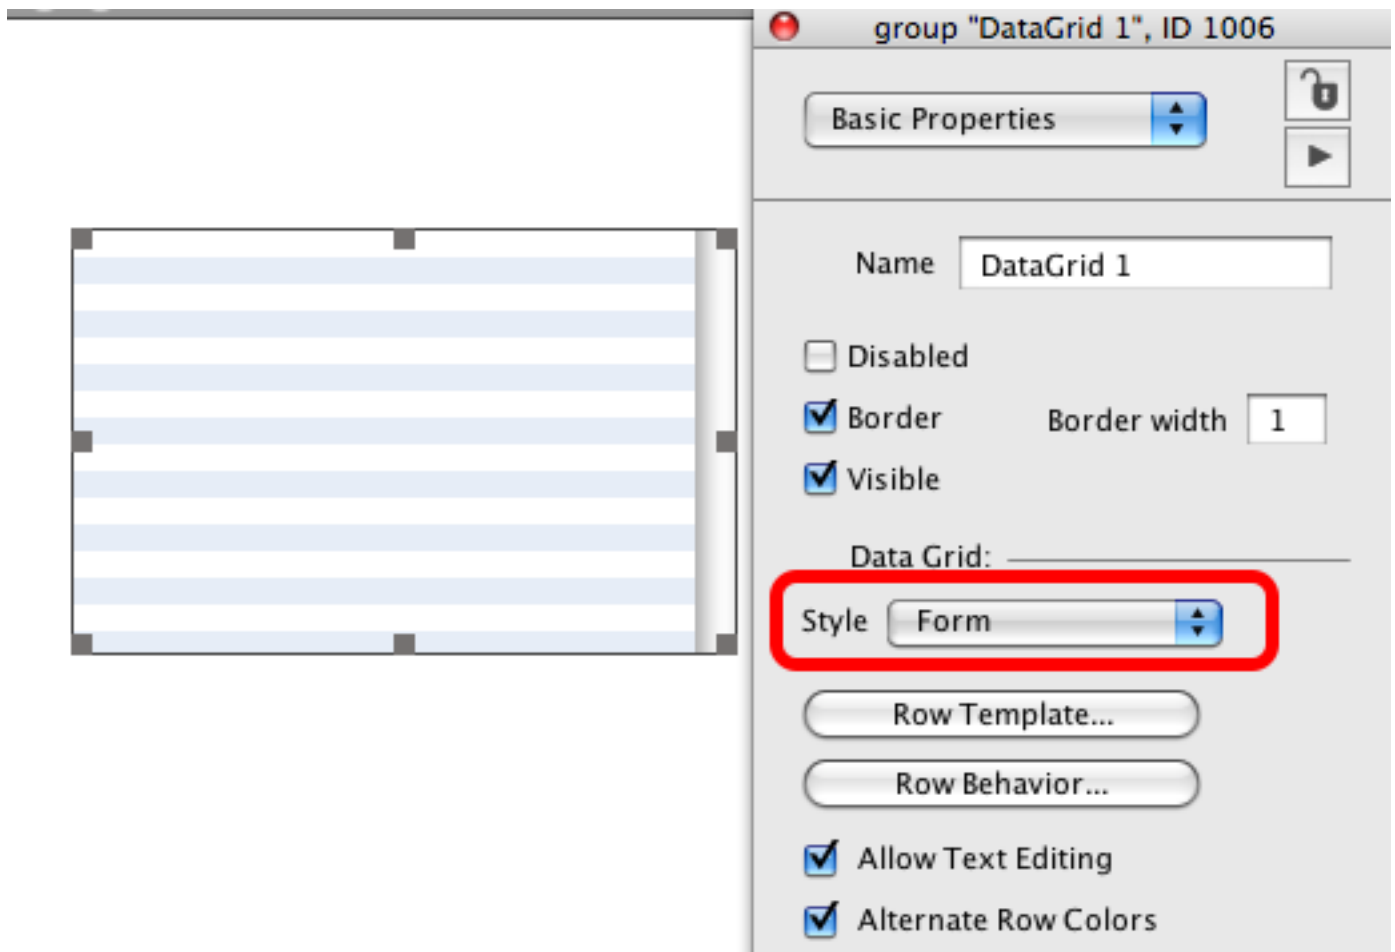 group "DataGrid 1", ID 1006
Basic Properties
Name DataGrid 1
Disabled
Border Border width 1
Visible
Data Grid:
Style Form
Row Template...
Row Behavior...
Allow Text Editing
Alternate Row Colors